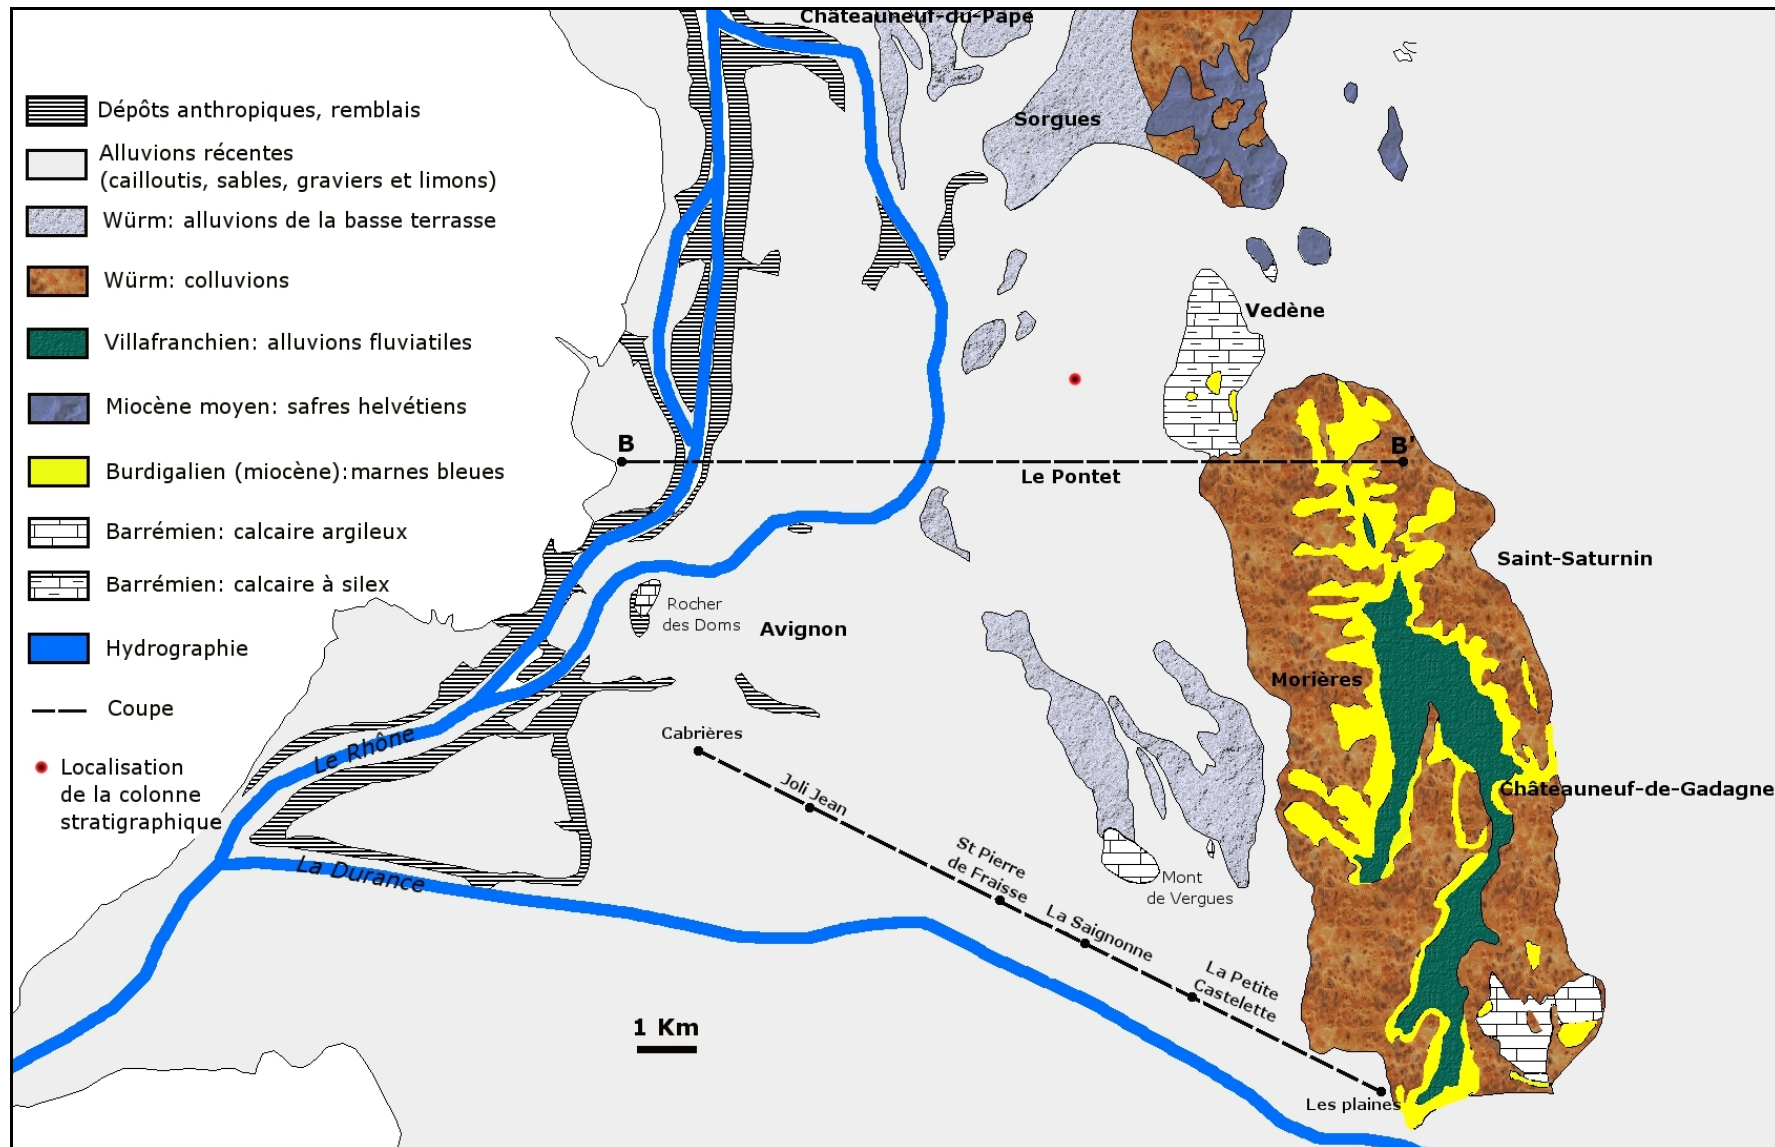 Châteauneuf-du-Pape
Dépôts anthropiques, remblais
Alluvions récentes
(cailloutis, sables, graviers et limons)
Würm: alluvions de la basse terrasse
Würm: colluvions
Villafranchien: alluvions fluviatiles
Miocène moyen: safres helvétiens
Burdigalien (miocène):marnes bleues
Barrémien: calcaire argileux
Barrémien: calcaire à silex
Hydrographie
Coupe
Localisation
de la colonne
stratigraphique
Sorgues
Vedène
B
B'
Le Pontet
Saint-Saturnin
Rocher
des Doms
Avignon
Morières
Le Rhône
Cabrières
Joli Jean
Châteauneuf-de-Gadagne
La Durance
St Pierre
de Fraisse
Mont
de Vergues
La Saignonne
La Petite
Castelette
1 Km
Les plaines